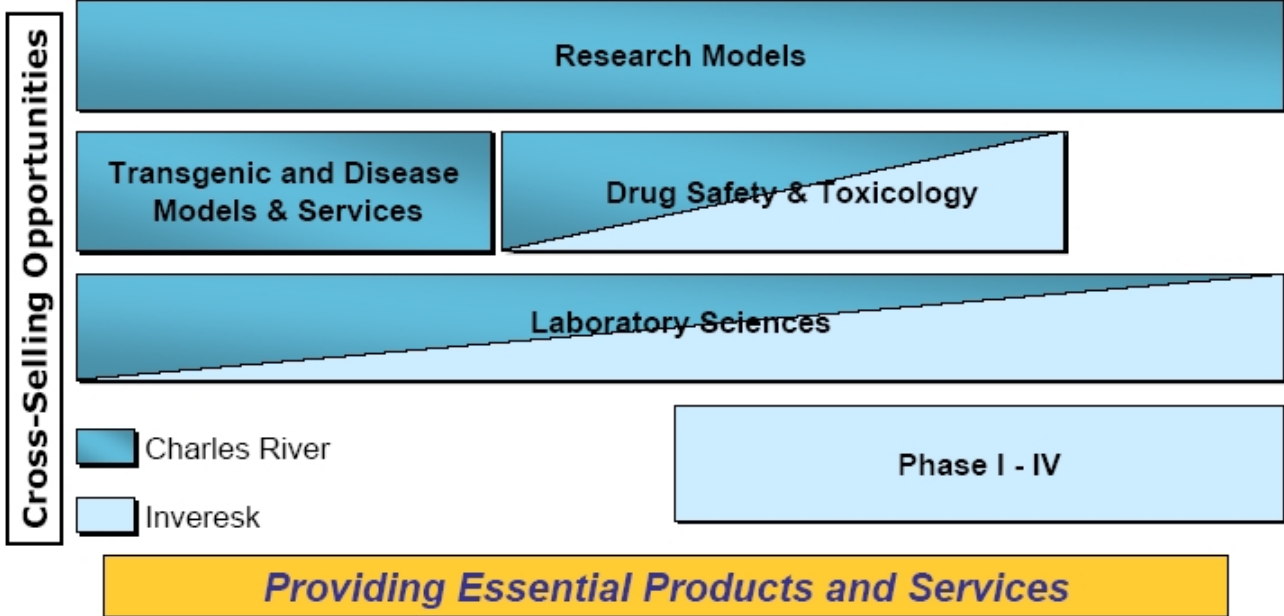 Cross-Selling Opportunities
Research Models
Transgenic and Disease
Models & Services
Drug Safety & Toxicology
Laboratory Sciences
Charles River
Inveresk
Phase I - IV
Providing Essential Products and Services